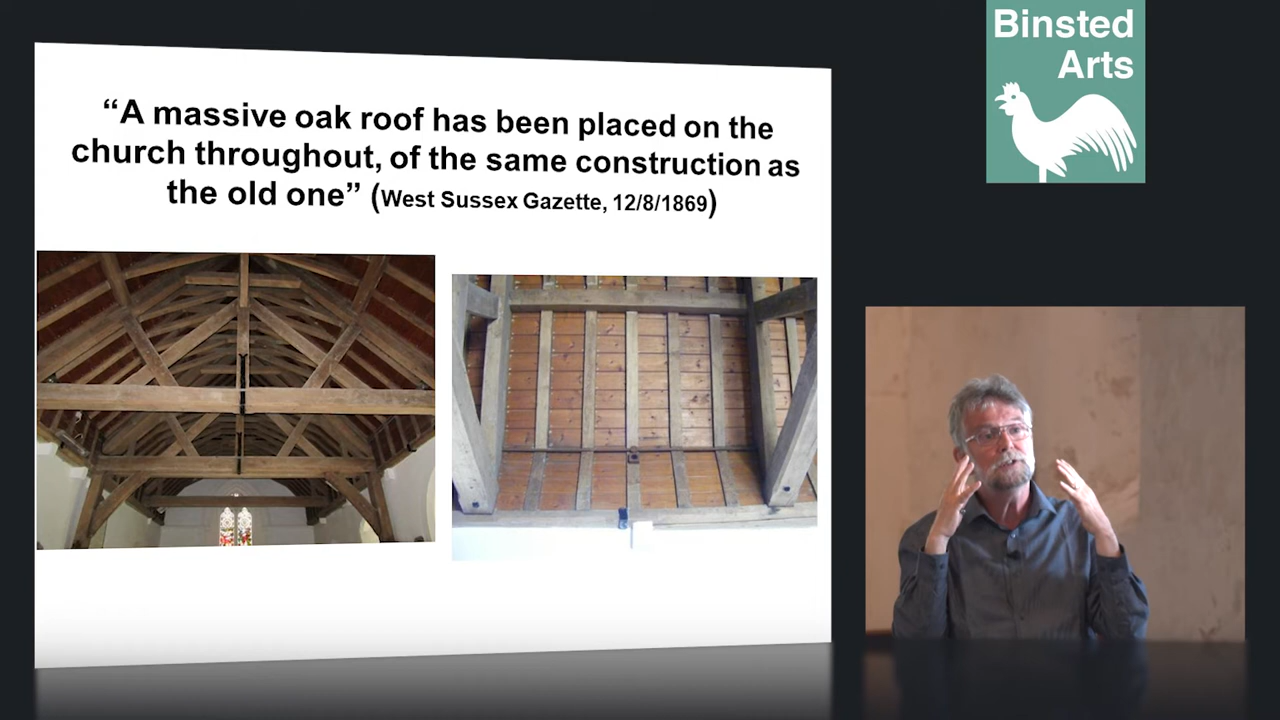 “A massive oak roof has been placed on the
church throughout, of the same construction as
the old one” (West Sussex Gazette, 12/8/1869)
Binsted
Arts